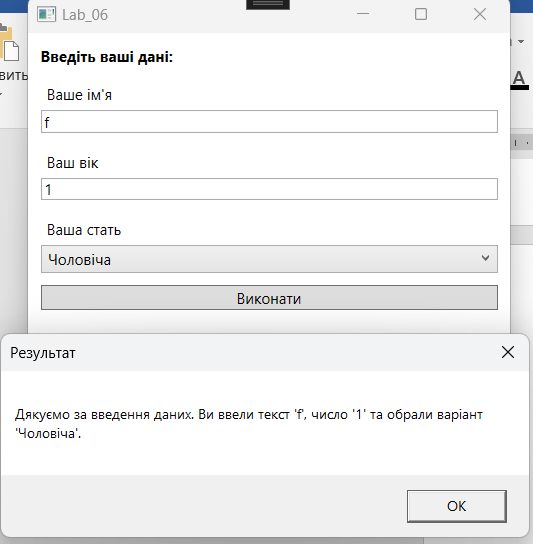 Lab_06
вить
Введіть ваші дані:
Ваше ім'я
f
Ваш вік
1
Ваша стать
Чоловіча
Виконати
Результат
Дякуємо за введення даних. Ви ввели текст 'f', число '1' та обрали варіант
'Чоловіча'.
OK
A